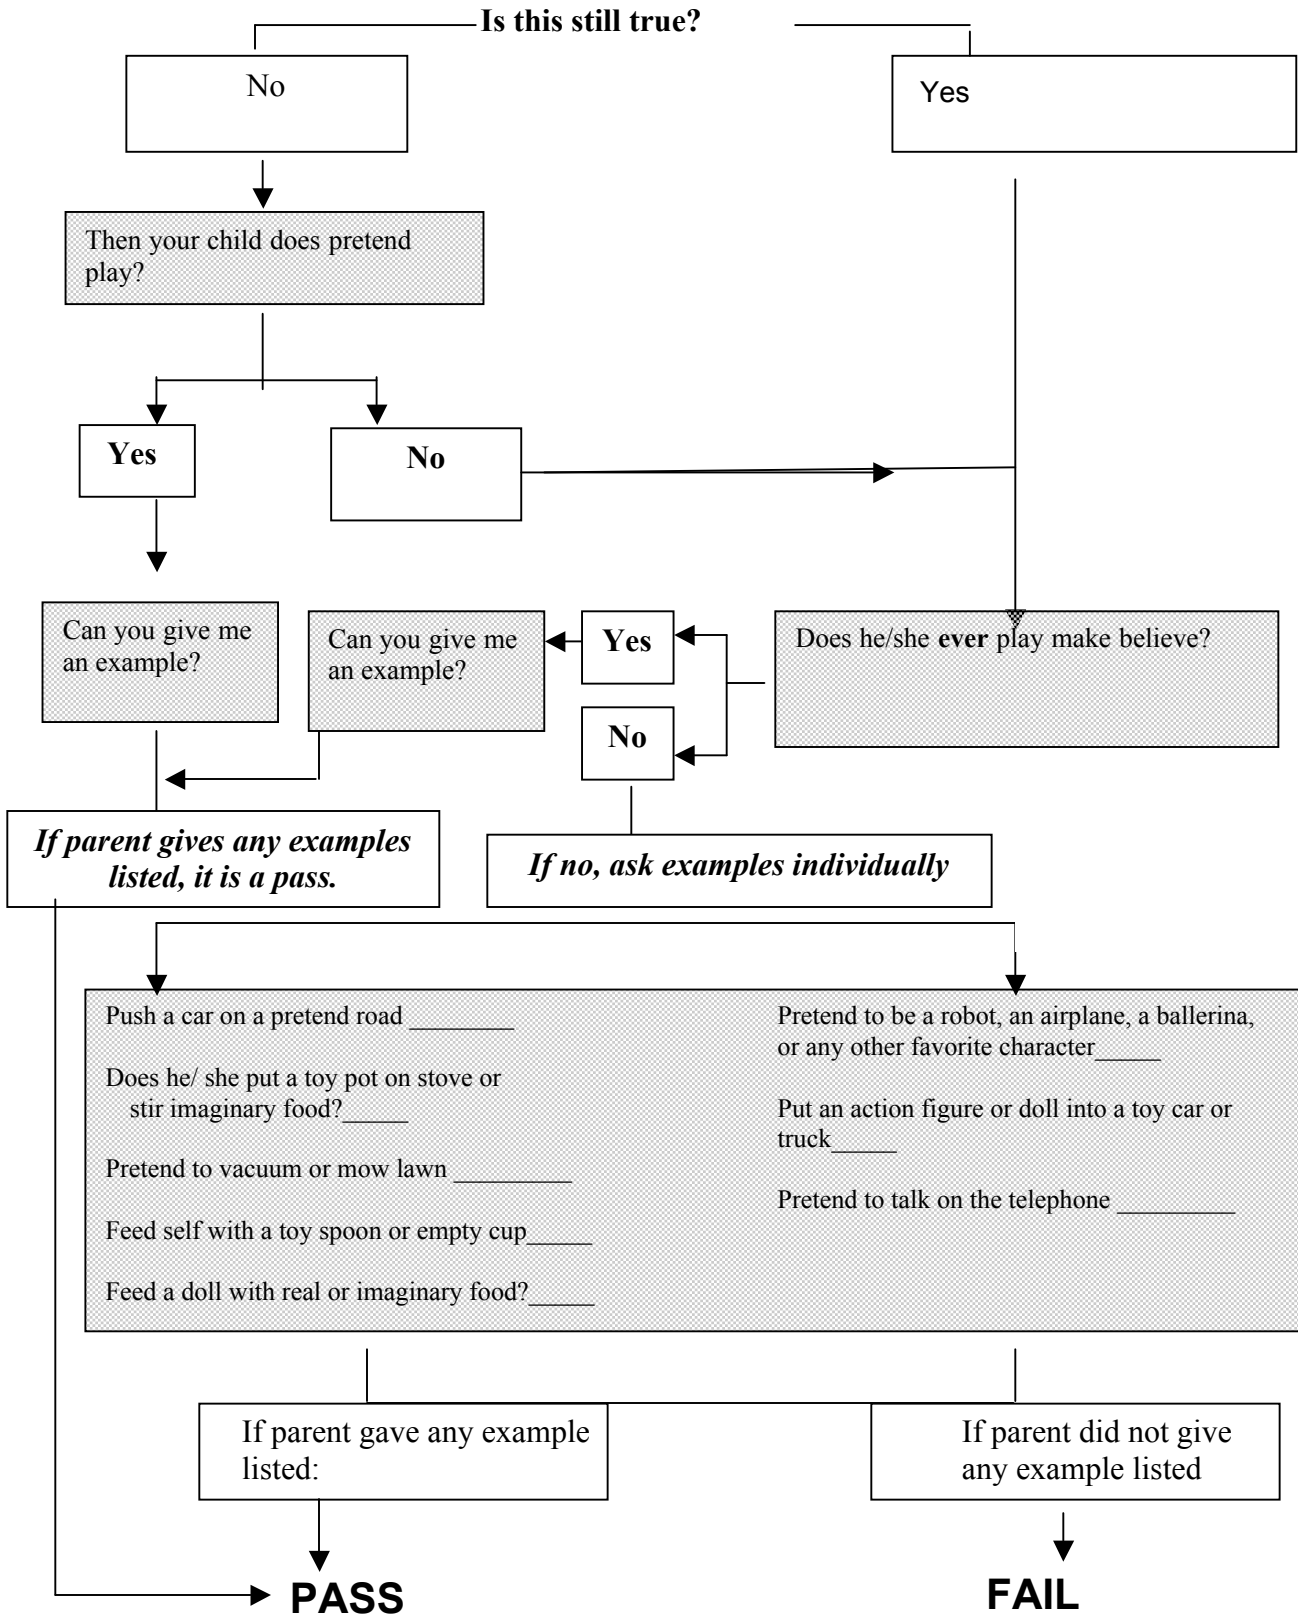 Is this still true?
No
Yes
Then your child does pretend
play?
Yes
No
Can you give me
an example?
Can you give me
an example?
Yes
No
Does he/she ever play make believe?
If parent gives any examples
listed, it is a pass.
If no, ask examples individually
Push a car on a pretend road ________
Does he/ she put a toy pot on stove or
stir imaginary food?_____
Pretend to vacuum or mow lawn _________
Feed self with a toy spoon or empty cup_____
Feed a doll with real or imaginary food?_____
Pretend to be a robot, an airplane, a ballerina,
or any other favorite character_____
Put an action figure or doll into a toy car or
truck_____
Pretend to talk on the telephone _________
If parent gave any example
listed:
If parent did not give
any example listed
PASS
FAIL